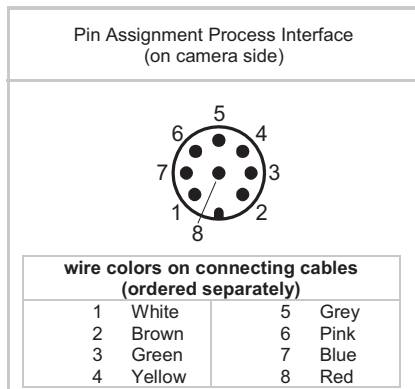 Pin Assignment Process Interface
(on camera side)
5
6 4
7 3
1 2
8
wire colors on connecting cables
(ordered separately)
1 White 5 Grey
2 Brown 6 Pink
3 Green 7 Blue
4 Yellow 8 Red